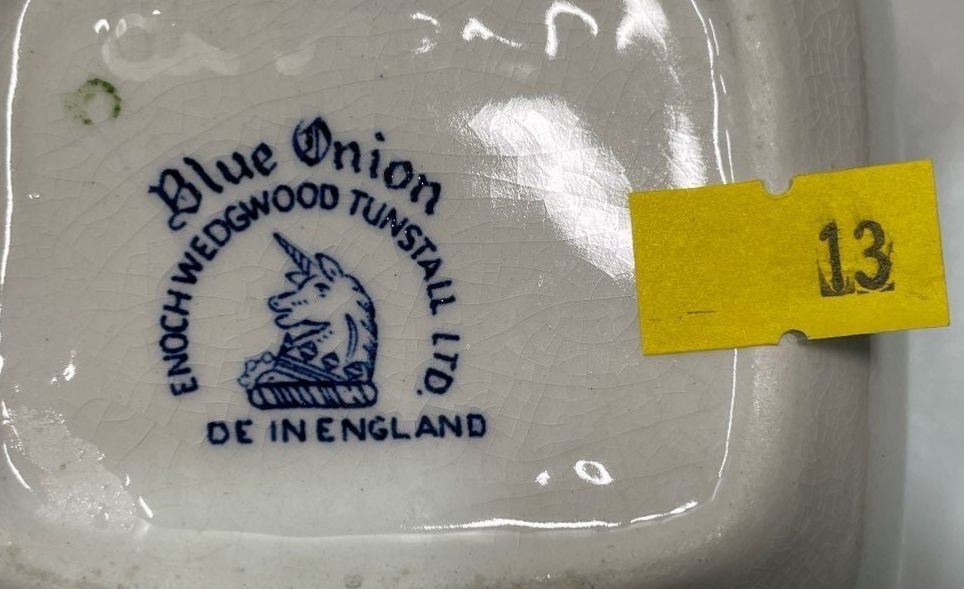 Blue Onion
ENOCH WEDGWOOD TUNSTALL LTD.
DE IN ENGLAND
13